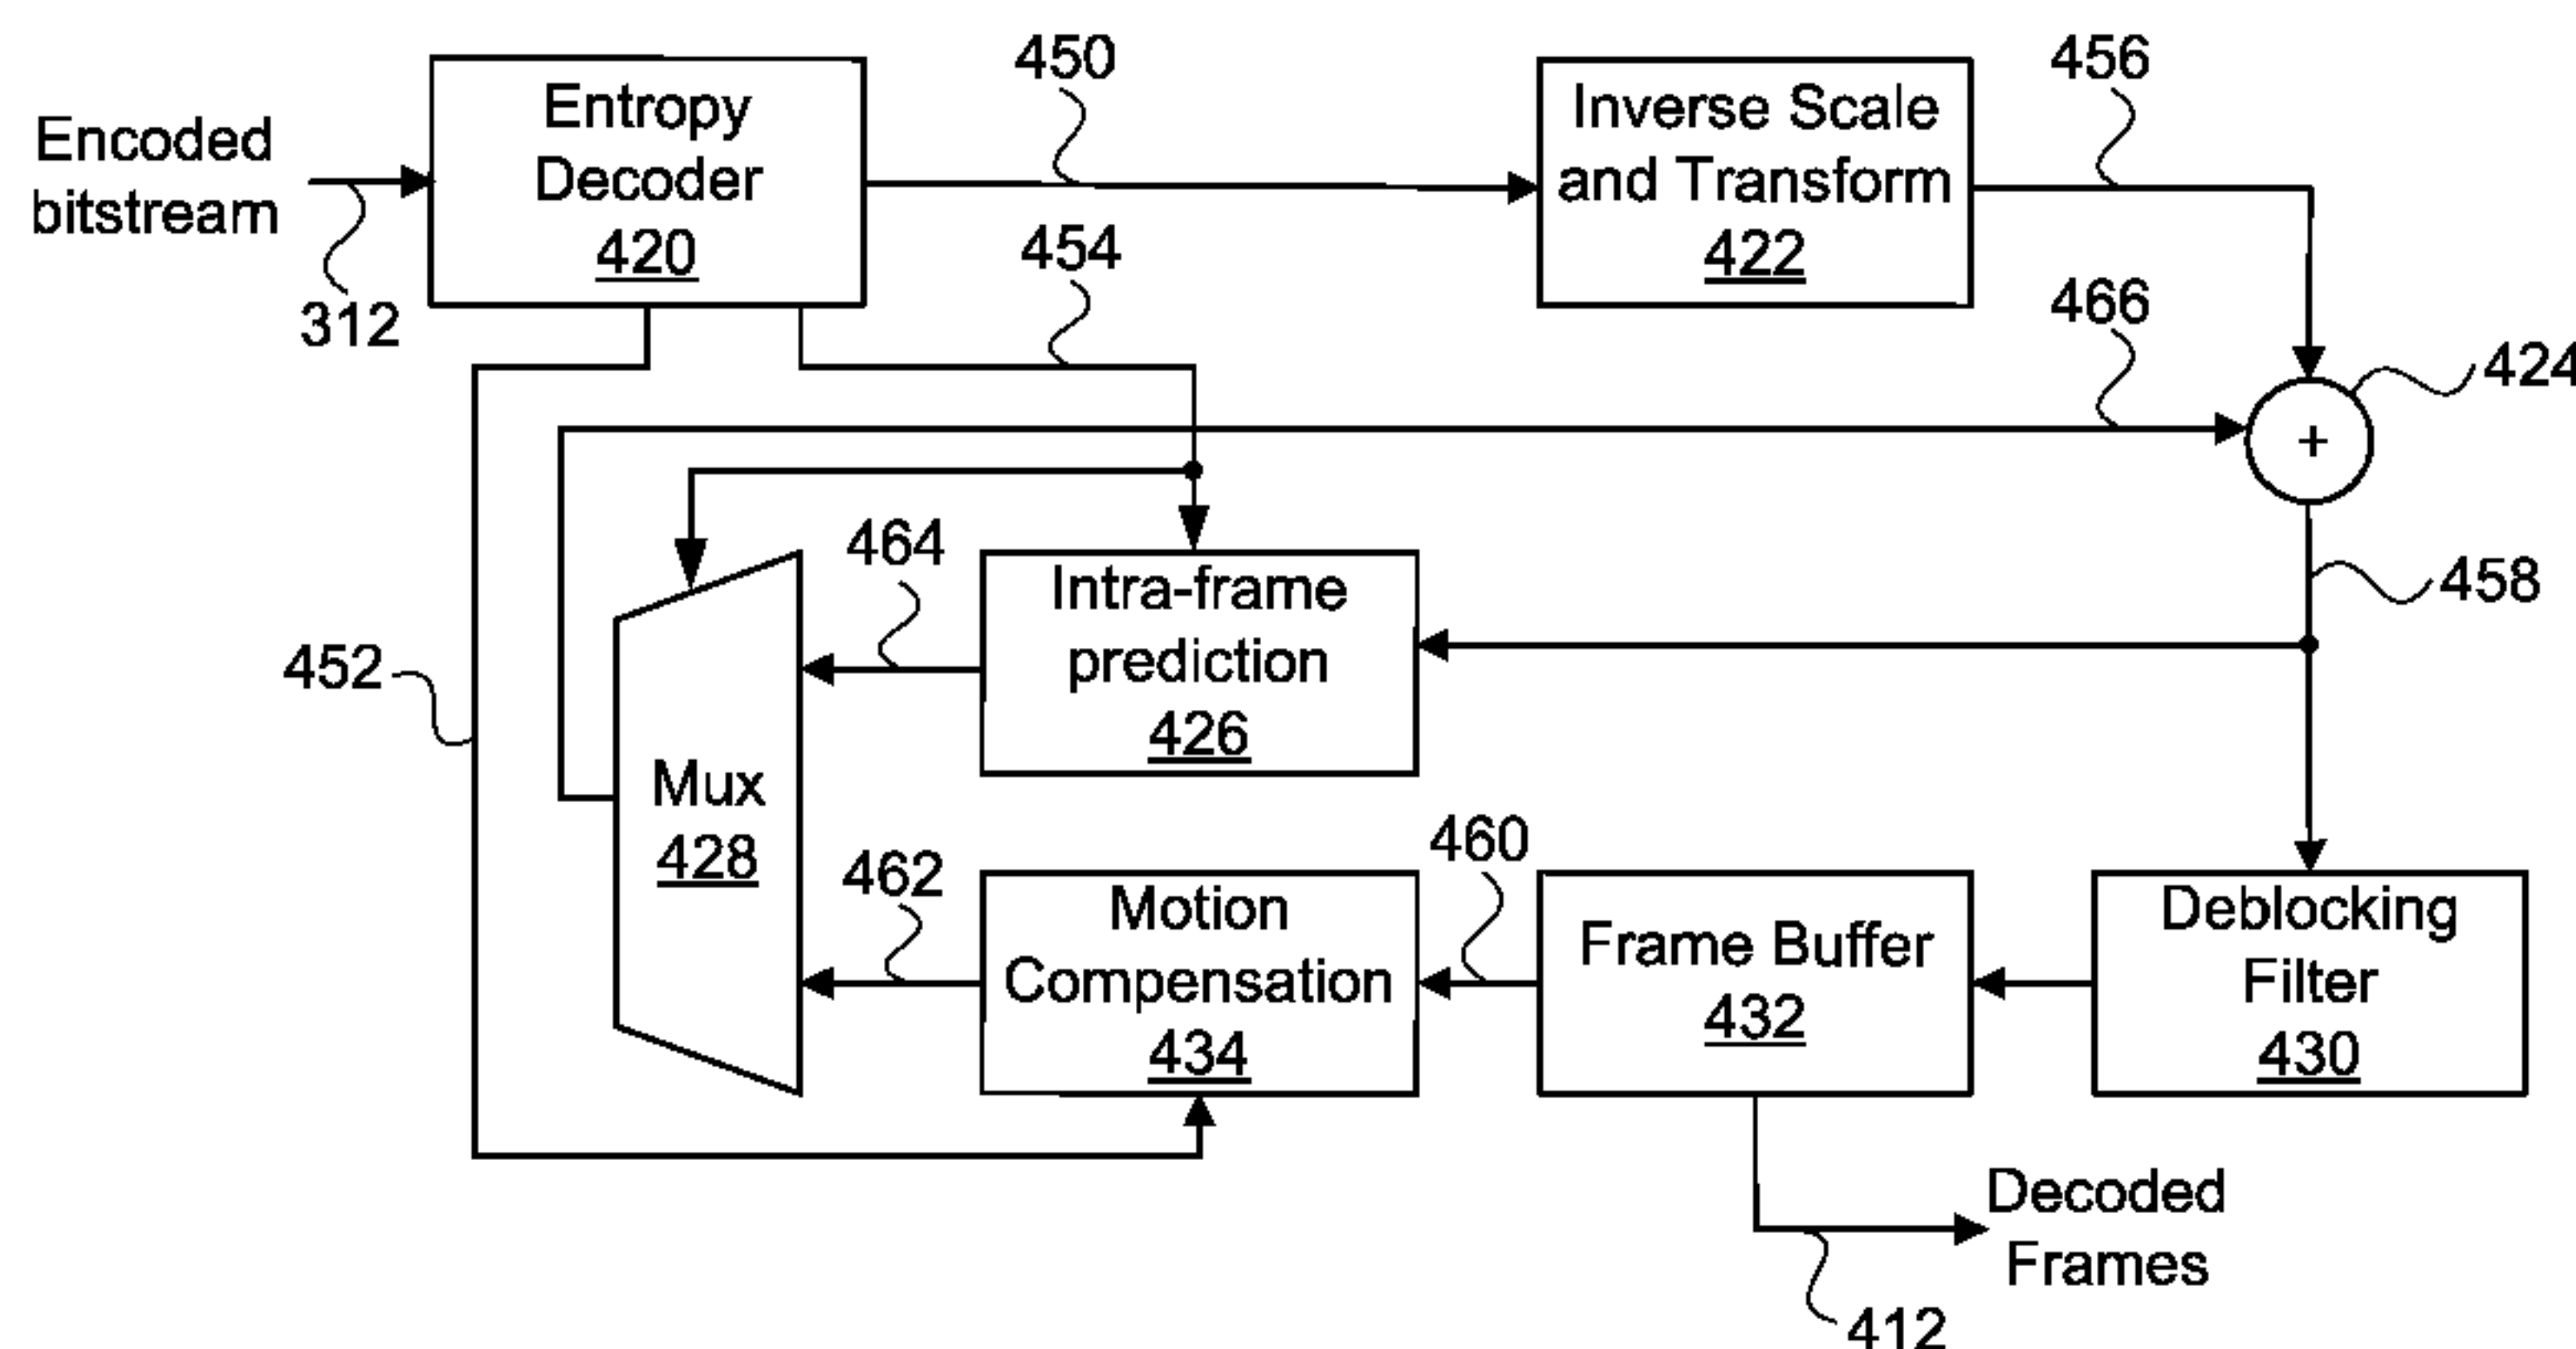 Encoded
bitstream
312
Entropy
Decoder
420
450
454
Inverse Scale
and Transform
422
456
466
424
+
458
452
464
Intra-frame
prediction
426
Mux
428
462
Motion
Compensation
434
460
Frame Buffer
432
Deblocking
Filter
430
Decoded
Frames
412